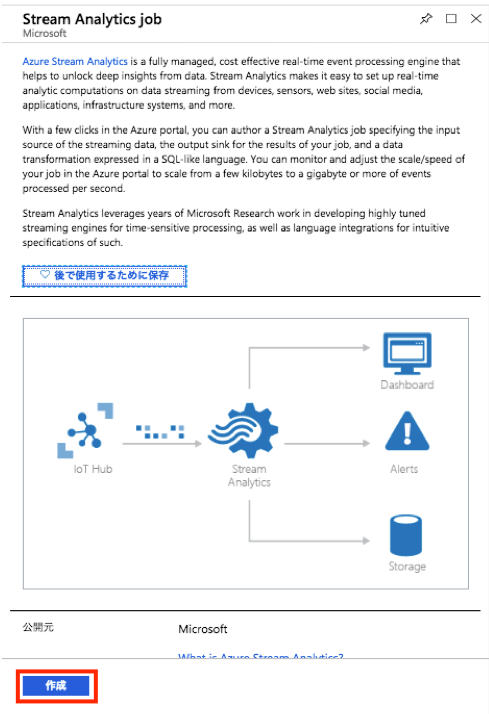 Stream Analytics job
Microsoft
Azure Stream Analytics is a fully managed, cost effective real-time event processing engine that
helps to unlock deep insights from data. Stream Analytics makes it easy to set up real-time
analytic computations on data streaming from devices, sensors, web sites, social media,
applications, infrastructure systems, and more.
With a few clicks in the Azure portal, you can author a Stream Analytics job specifying the input
source of the streaming data, the output sink for the results of your job, and a data
transformation expressed in a SQL-like language. You can monitor and adjust the scale/speed of
your job in the Azure portal to scale from a few kilobytes to a gigabyte or more of events
processed per second.
Stream Analytics leverages years of Microsoft Research work in developing highly tuned
streaming engines for time-sensitive processing, as well as language integrations for intuitive
specifications of such.
後で使用するために保存
Dashboard
IoT Hub
Stream
Analytics
Alerts
Storage
公開元
Microsoft
What is Azure Stream Analytics?
作成